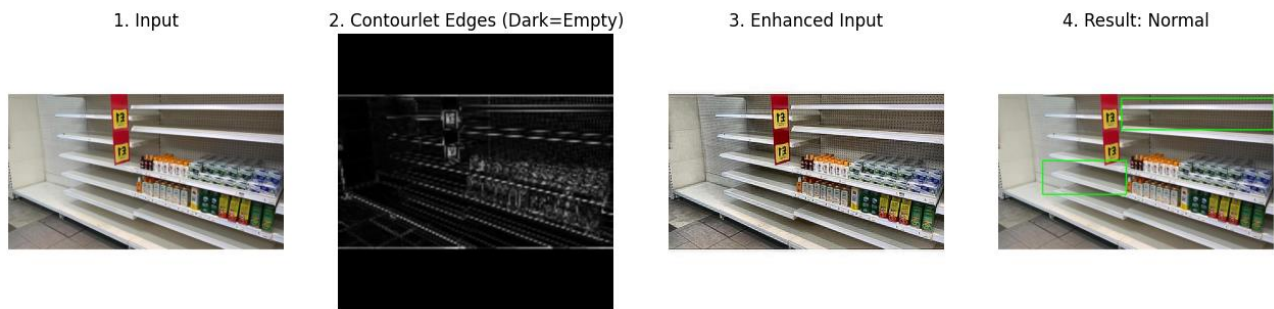 1. Input
2. Contourlet Edges (Dark=Empty)
3. Enhanced Input
4. Result: Normal